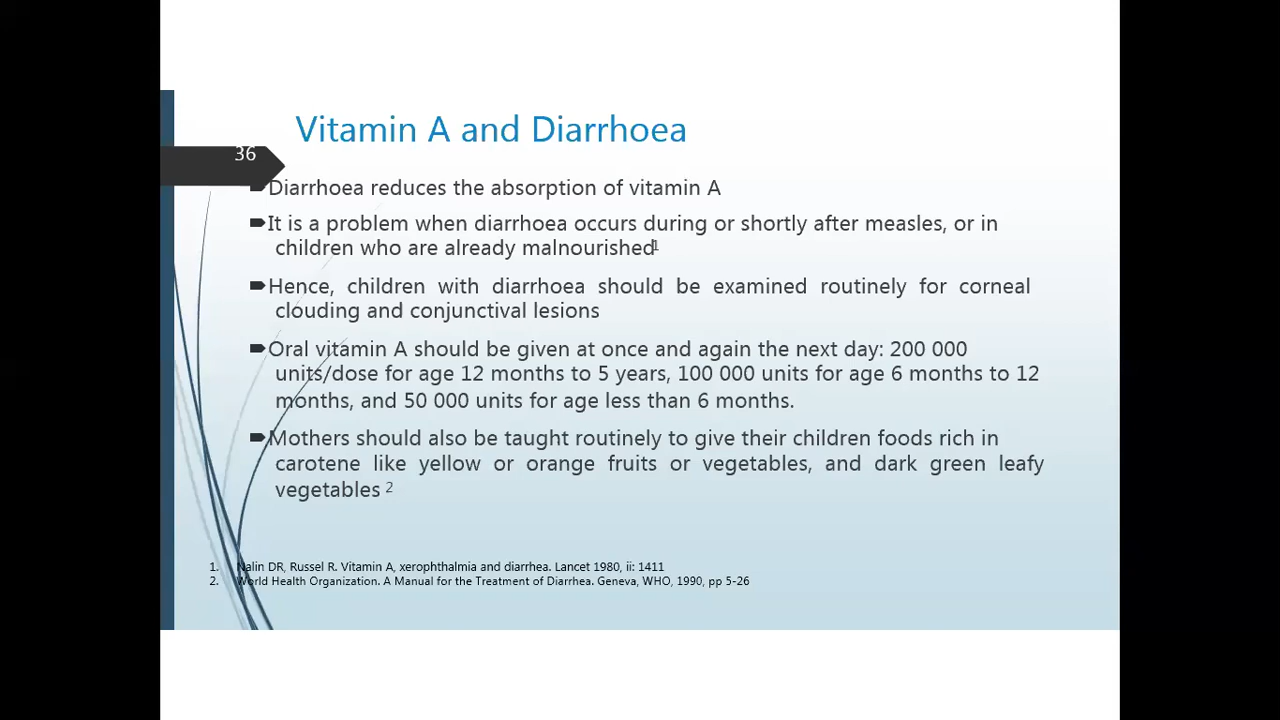 Vitamin A and Diarrhoea
36
Diarrhoea reduces the absorption of vitamin A
It is a problem when diarrhoea occurs during or shortly after measles, or in
children who are already malnourished1
Hence, children with diarrhoea should be examined routinely for corneal
clouding and conjunctival lesions
Oral vitamin A should be given at once and again the next day: 200 000
units/dose for age 12 months to 5 years, 100 000 units for age 6 months to 12
months, and 50 000 units for age less than 6 months.
Mothers should also be taught routinely to give their children foods rich in
carotene like yellow or orange fruits or vegetables, and dark green leafy
vegetables 2
1. Nalin DR, Russel R. Vitamin A, xerophthalmia and diarrhea. Lancet 1980, ii: 1411
2. World Health Organization. A Manual for the Treatment of Diarrhea. Geneva, WHO, 1990, pp 5-26